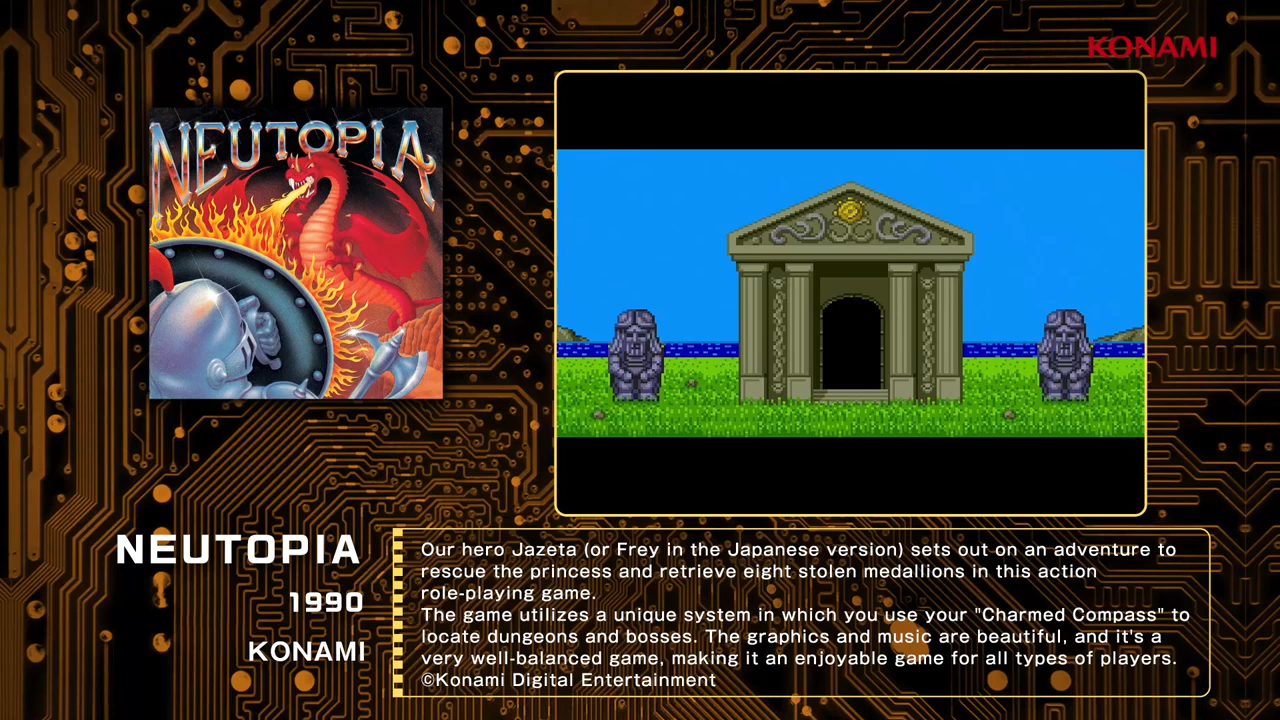 KONAMI
NEUTOPIA
NEUTOPIA
1990
KONAMI
Our hero Jazeta (or Frey in the Japanese version) sets out on an adventure to
rescue the princess and retrieve eight stolen medallions in this action
role-playing game.
The game utilizes a unique system in which you use your "Charmed Compass" to
locate dungeons and bosses. The graphics and music are beautiful, and it's a
very well-balanced game, making it an enjoyable game for all types of players.
©Konami Digital Entertainment